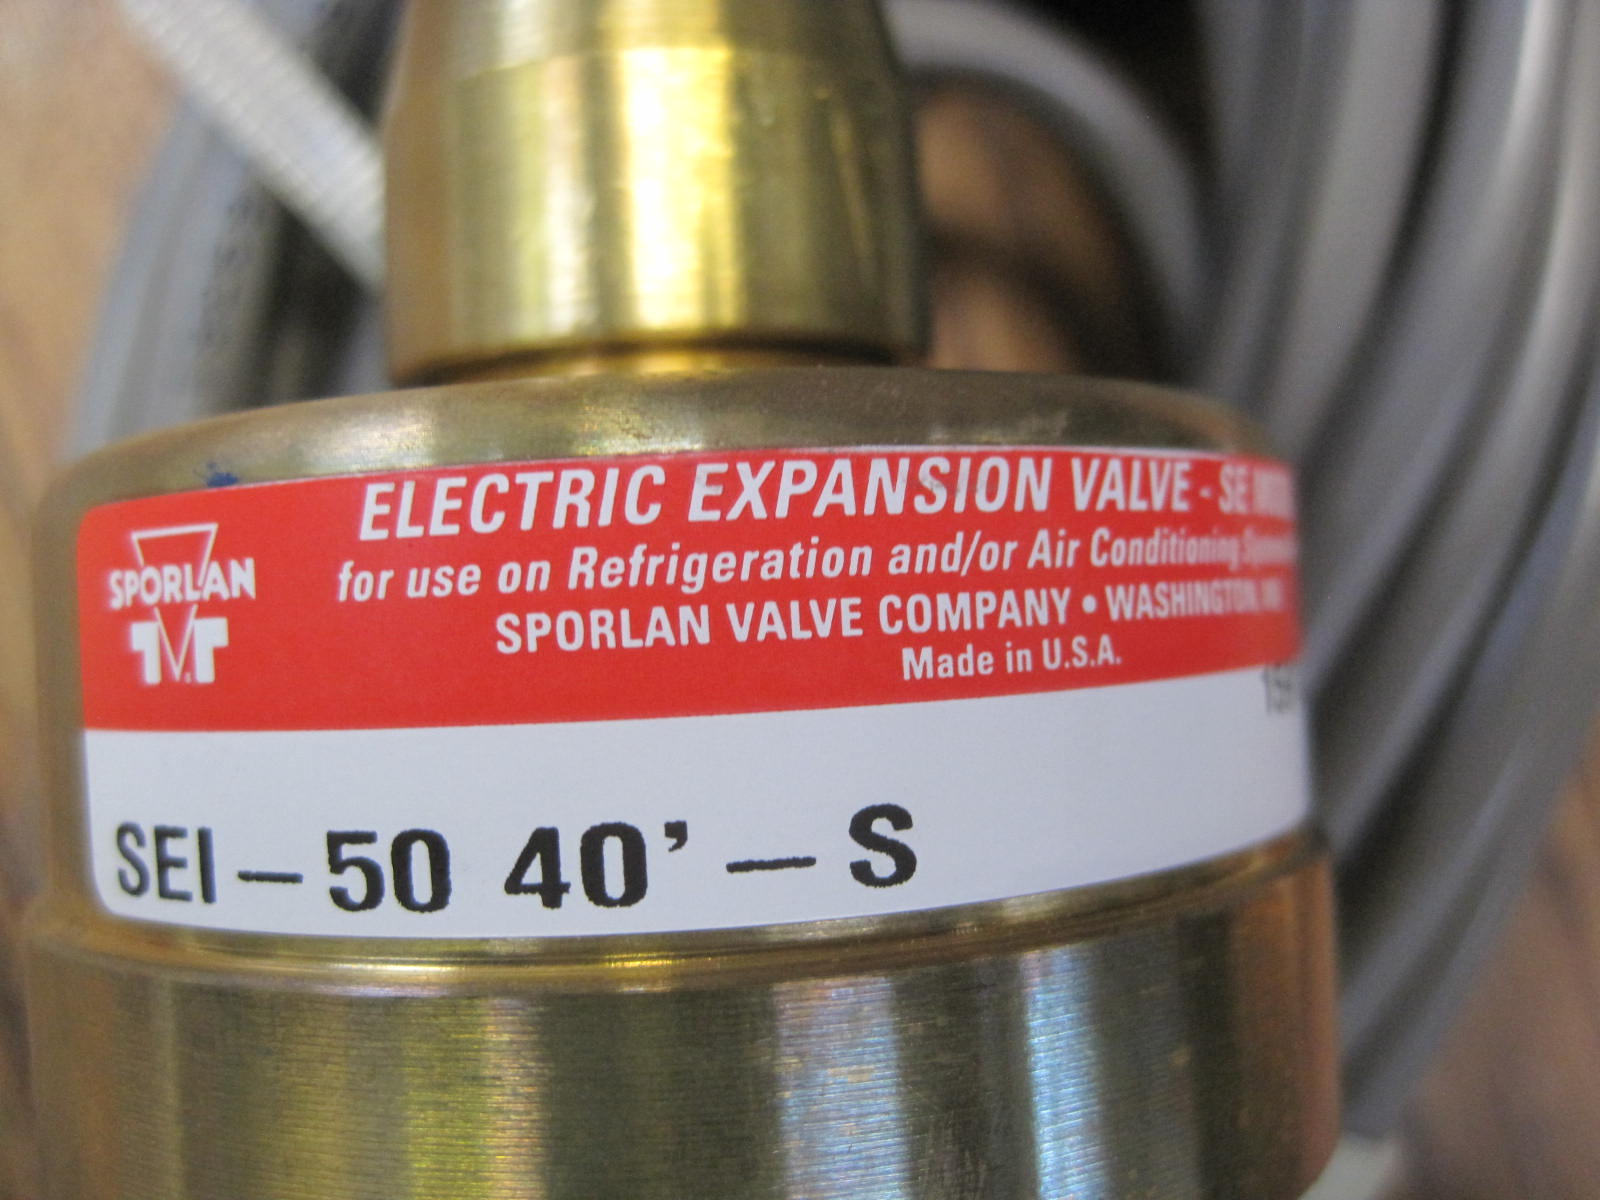 ELECTRIC EXPANSION VALVE - SE
for use on Refrigeration and/or Air Conditioning
SPORLAN VALVE COMPANY • WASHINGTON,
Made in U.S.A.
SPORLAN
SEI - 50 40' - S